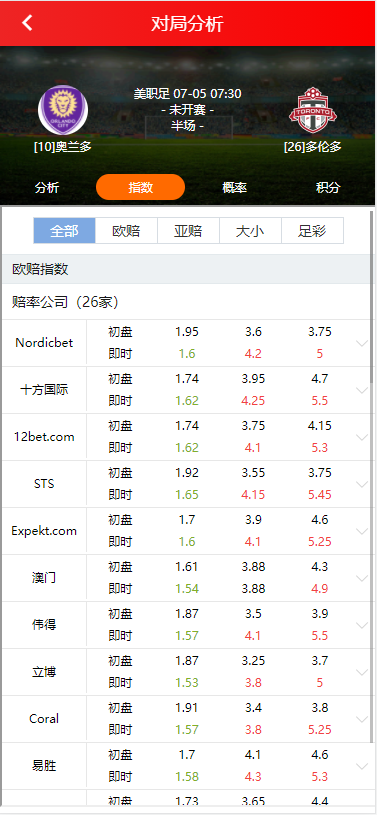 对局分析
美职足 07-05 07:30
- 未开赛 -
半场 -
ORLANDO
CITY
TORONTO
[10]奥兰多
[26]多伦多
分析 指数 概率 积分
全部 欧赔 亚赔 大小 足彩
欧赔指数
赔率公司（26家）
Nordicbet 初盘 1.95 3.6 3.75
即时 1.6 4.2 5
十方国际 初盘 1.74 3.95 4.7
即时 1.62 4.25 5.5
12bet.com 初盘 1.74 3.75 4.15
即时 1.62 4.1 5.3
STS 初盘 1.92 3.55 3.75
即时 1.65 4.15 5.45
Expekt.com 初盘 1.7 3.9 4.6
即时 1.6 4.1 5.25
澳门 初盘 1.61 3.88 4.3
即时 1.54 3.88 4.9
伟得 初盘 1.87 3.5 3.9
即时 1.57 4.1 5.5
立博 初盘 1.87 3.25 3.7
即时 1.53 3.8 5
Coral 初盘 1.91 3.4 3.8
即时 1.57 3.8 5.25
易胜 初盘 1.7 4.1 4.6
即时 1.58 4.3 5.3
初盘 1.73 3.65 4.4